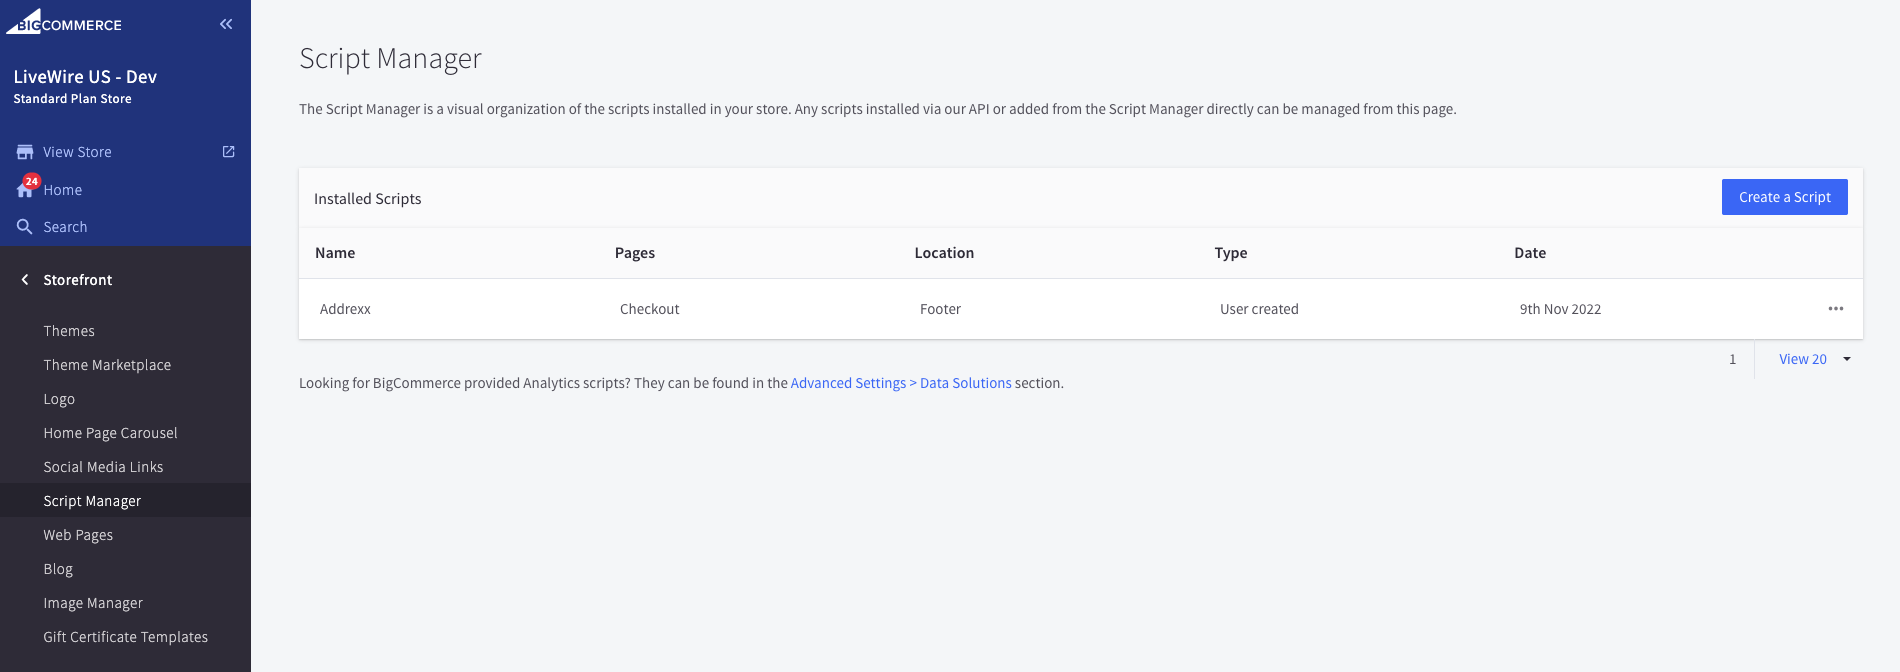 BIGCOMMERCE
LiveWire US - Dev
Standard Plan Store
View Store
24
Home
Search
Storefront
Themes
Theme Marketplace
Logo
Home Page Carousel
Social Media Links
Script Manager
Web Pages
Blog
Image Manager
Gift Certificate Templates
Script Manager
The Script Manager is a visual organization of the scripts installed in your store. Any scripts installed via our API or added from the Script Manager directly can be managed from this page.
Installed Scripts
Create a Script
Name Pages Location Type Date
Addrexx Checkout Footer User created 9th Nov 2022
1 View 20
Looking for BigCommerce provided Analytics scripts? They can be found in the Advanced Settings > Data Solutions section.